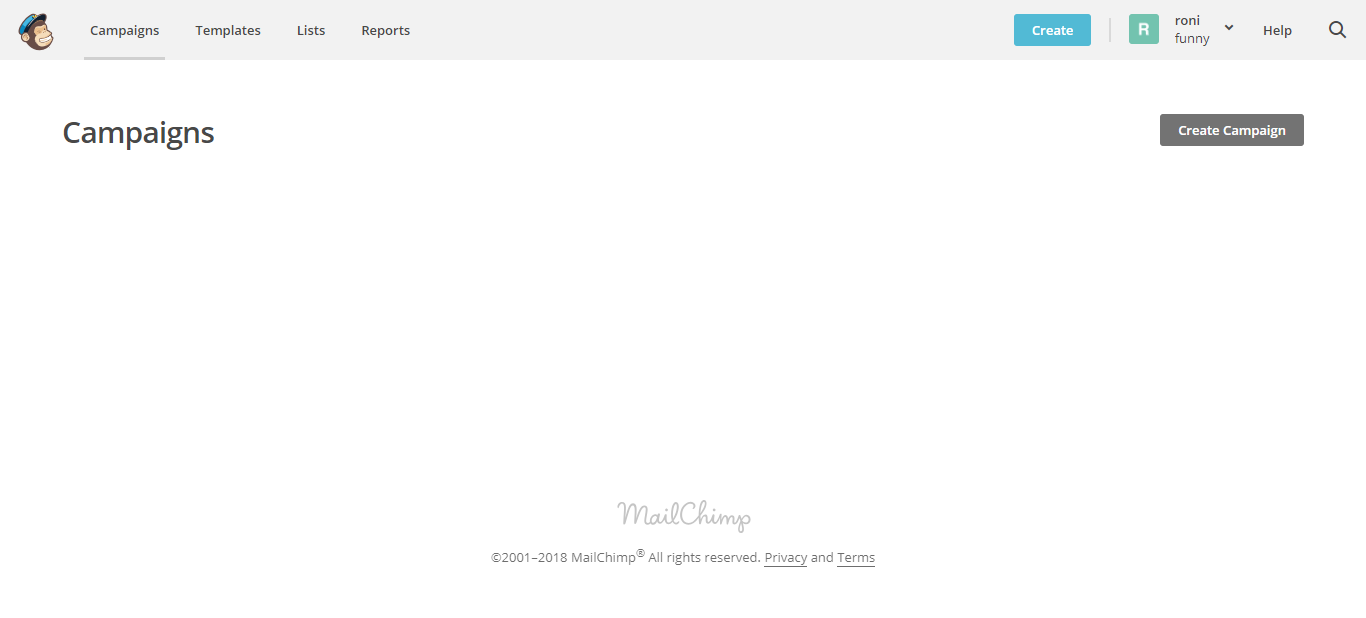 Campaigns Templates Lists Reports Create R roni Help
funny
Campaigns Create Campaign
MailChimp
©2001–2018 MailChimp® All rights reserved. Privacy and Terms